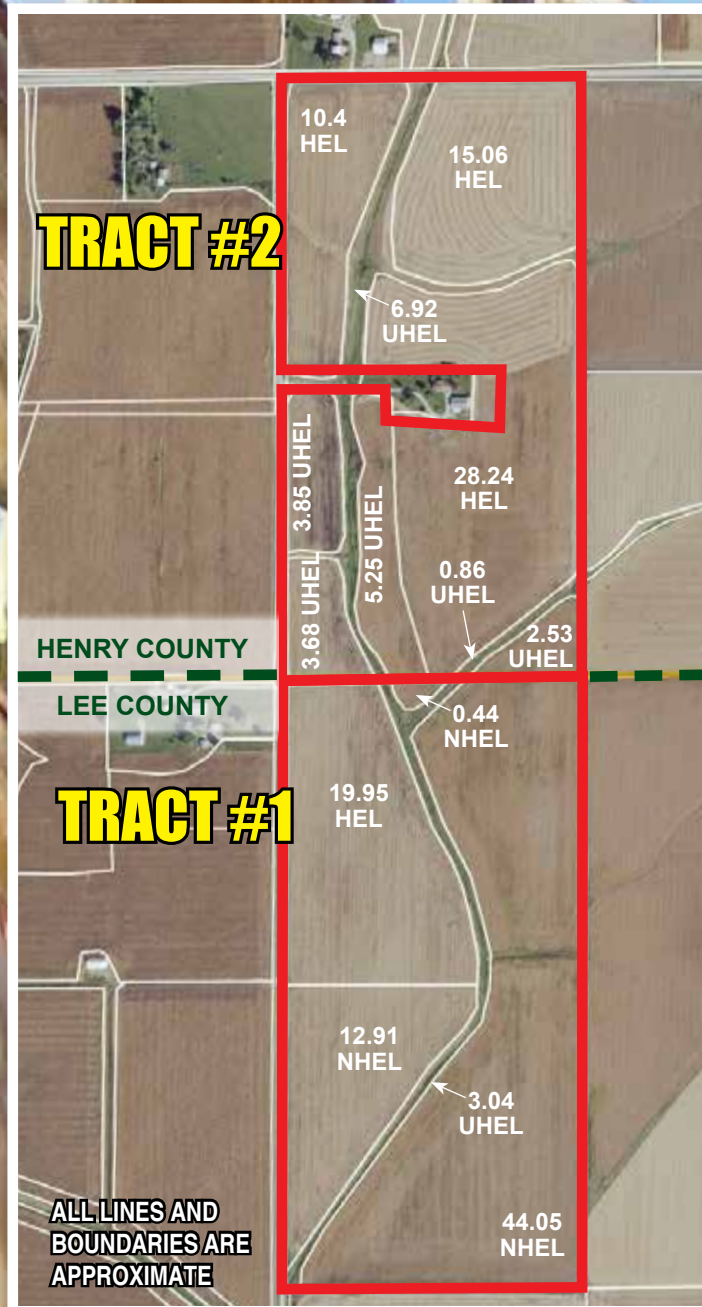 10.4
HEL
15.06
HEL
TRACT #2
6.92
UHEL
3.85 UHEL
28.24
HEL
5.25 UHEL
0.86
UHEL
3.68 UHEL
2.53
UHEL
HENRY COUNTY
LEE COUNTY
0.44
NHEL
19.95
HEL
TRACT #1
12.91
NHEL
3.04
UHEL
44.05
NHEL
ALL LINES AND
BOUNDARIES ARE
APPROXIMATE